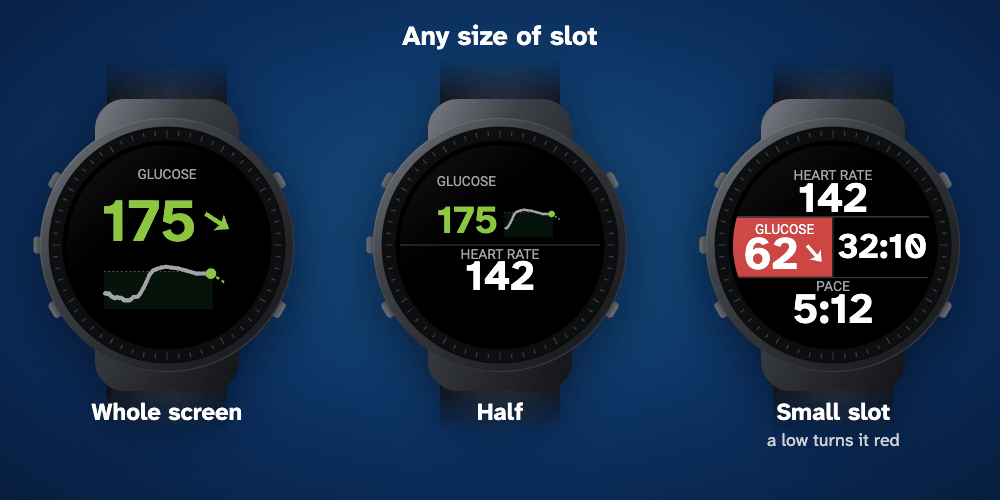 Any size of slot
GLUCOSE
175
GLUCOSE
175
HEART RATE
142
HEART RATE
142
GLUCOSE
62
32:10
PACE
5:12
Whole screen
Half
Small slot
a low turns it red